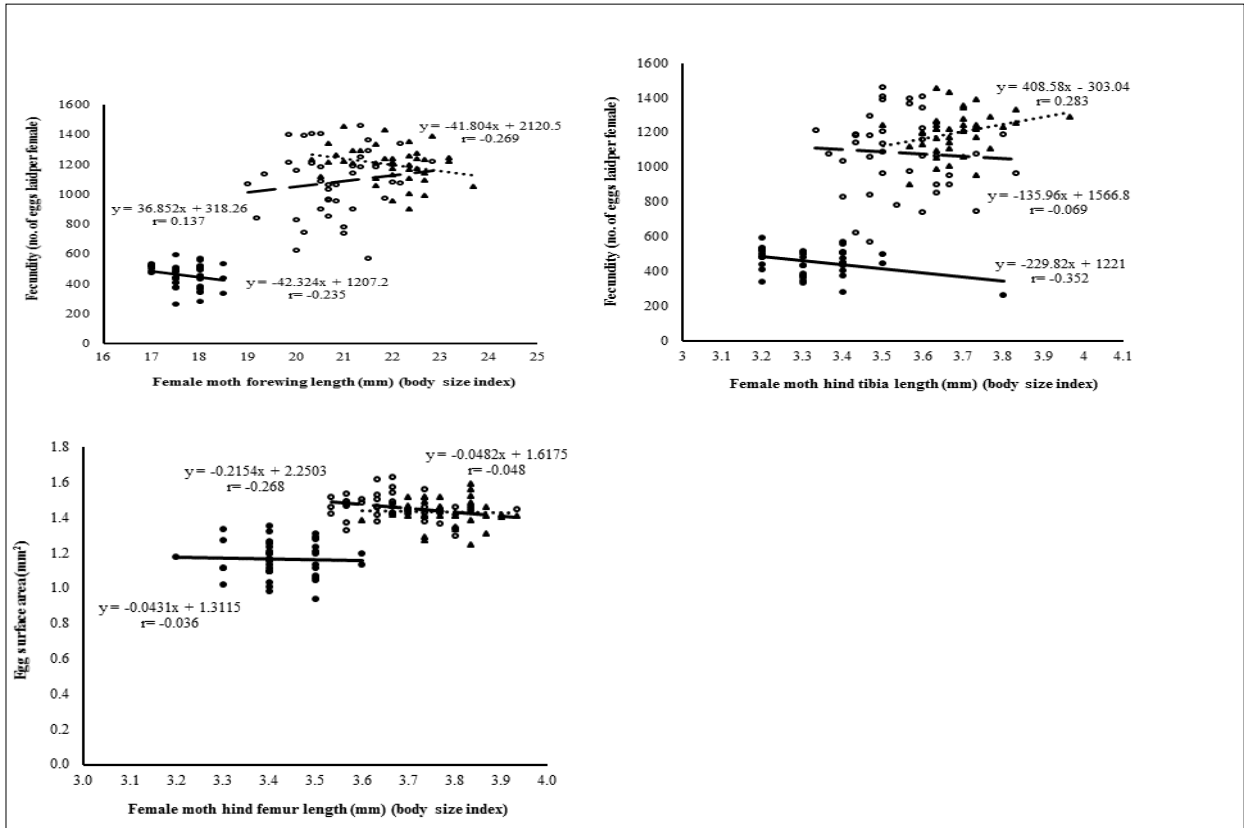 1600
1400
1200
1000
800
600
400
200
0
16 17 18 19 20 21 22 23 24 25
Fecundity (no. of eggs laidper female)
Female moth forewing length (mm) (body size index)
y = -41.804x + 2120.5
r= -0.269
y = 36.852x + 318.26
r= 0.137
y = -42.324x + 1207.2
r= -0.235
1600
1400
1200
1000
800
600
400
200
0
3 3.1 3.2 3.3 3.4 3.5 3.6 3.7 3.8 3.9 4 4.1
Fecundity (no. of eggs laidper female)
Female moth hind tibia length (mm) (body size index)
y = 408.58x - 303.04
r= 0.283
y = -135.96x + 1566.8
r= -0.069
y = -229.82x + 1221
r= -0.352
1.8
1.6
1.4
1.2
1.0
0.8
0.6
0.4
0.2
0.0
3.0 3.1 3.2 3.3 3.4 3.5 3.6 3.7 3.8 3.9 4.0
Egg surface area (mm²)
Female moth hind femur length (mm) (body size index)
y = -0.2154x + 2.2503
r= -0.268
y = -0.0482x + 1.6175
r= -0.048
y = -0.0431x + 1.3115
r= -0.036